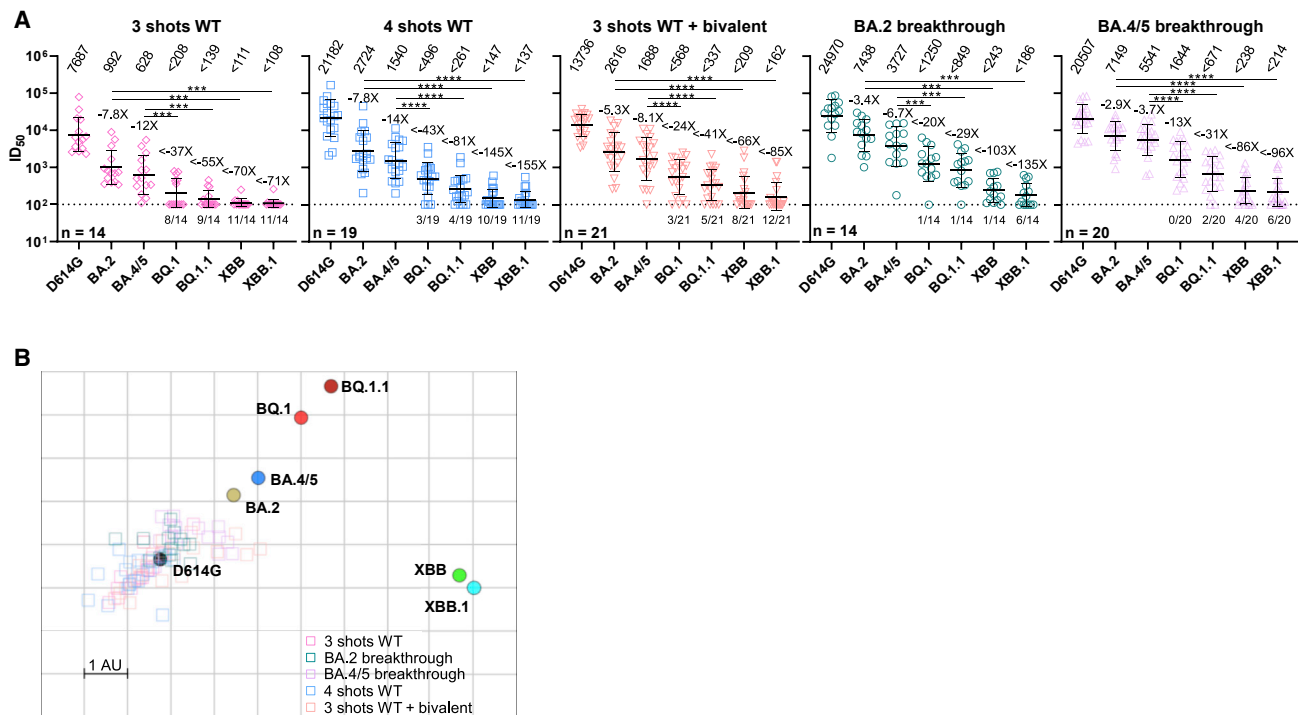 A
3 shots WT
4 shots WT
3 shots WT + bivalent
BA.2 breakthrough
BA.4/5 breakthrough
7687 992 628 <208 <139 <111 <108
21182 2724 1540 <496 <261 <147 <137
13736 2616 1688 <568 <337 <209 <162
24970 7438 3727 <1250 <849 <243 <186
20507 7149 5541 1644 <671 <238 <214
ID50
10^6
10^5
10^4
10^3
10^2
10^1
*** *** *** ***
-7.8X -12X <-37X <-55X <-70X <-71X
8/14 9/14 11/14 11/14
n = 14
D614G BA.2 BA.4/5 BQ.1 BQ.1.1 XBB XBB.1
**** **** **** ****
-7.8X -14X <-43X <-81X <-145X <-155X
3/19 4/19 10/19 11/19
n = 19
D614G BA.2 BA.4/5 BQ.1 BQ.1.1 XBB XBB.1
**** **** **** ****
-5.3X -8.1X <-24X <-41X <-66X <-85X
3/21 5/21 8/21 12/21
n = 21
D614G BA.2 BA.4/5 BQ.1 BQ.1.1 XBB XBB.1
*** **** *** ***
-3.4X -6.7X <-20X <-29X <-103X <-135X
1/14 1/14 1/14 6/14
n = 14
D614G BA.2 BA.4/5 BQ.1 BQ.1.1 XBB XBB.1
**** **** **** ****
-2.9X -3.7X -13X <-31X <-86X <-96X
0/20 2/20 4/20 6/20
n = 20
D614G BA.2 BA.4/5 BQ.1 BQ.1.1 XBB XBB.1
B
BQ.1.1
BQ.1
BA.4/5
BA.2
D614G
XBB
XBB.1
1 AU
3 shots WT
BA.2 breakthrough
BA.4/5 breakthrough
4 shots WT
3 shots WT + bivalent